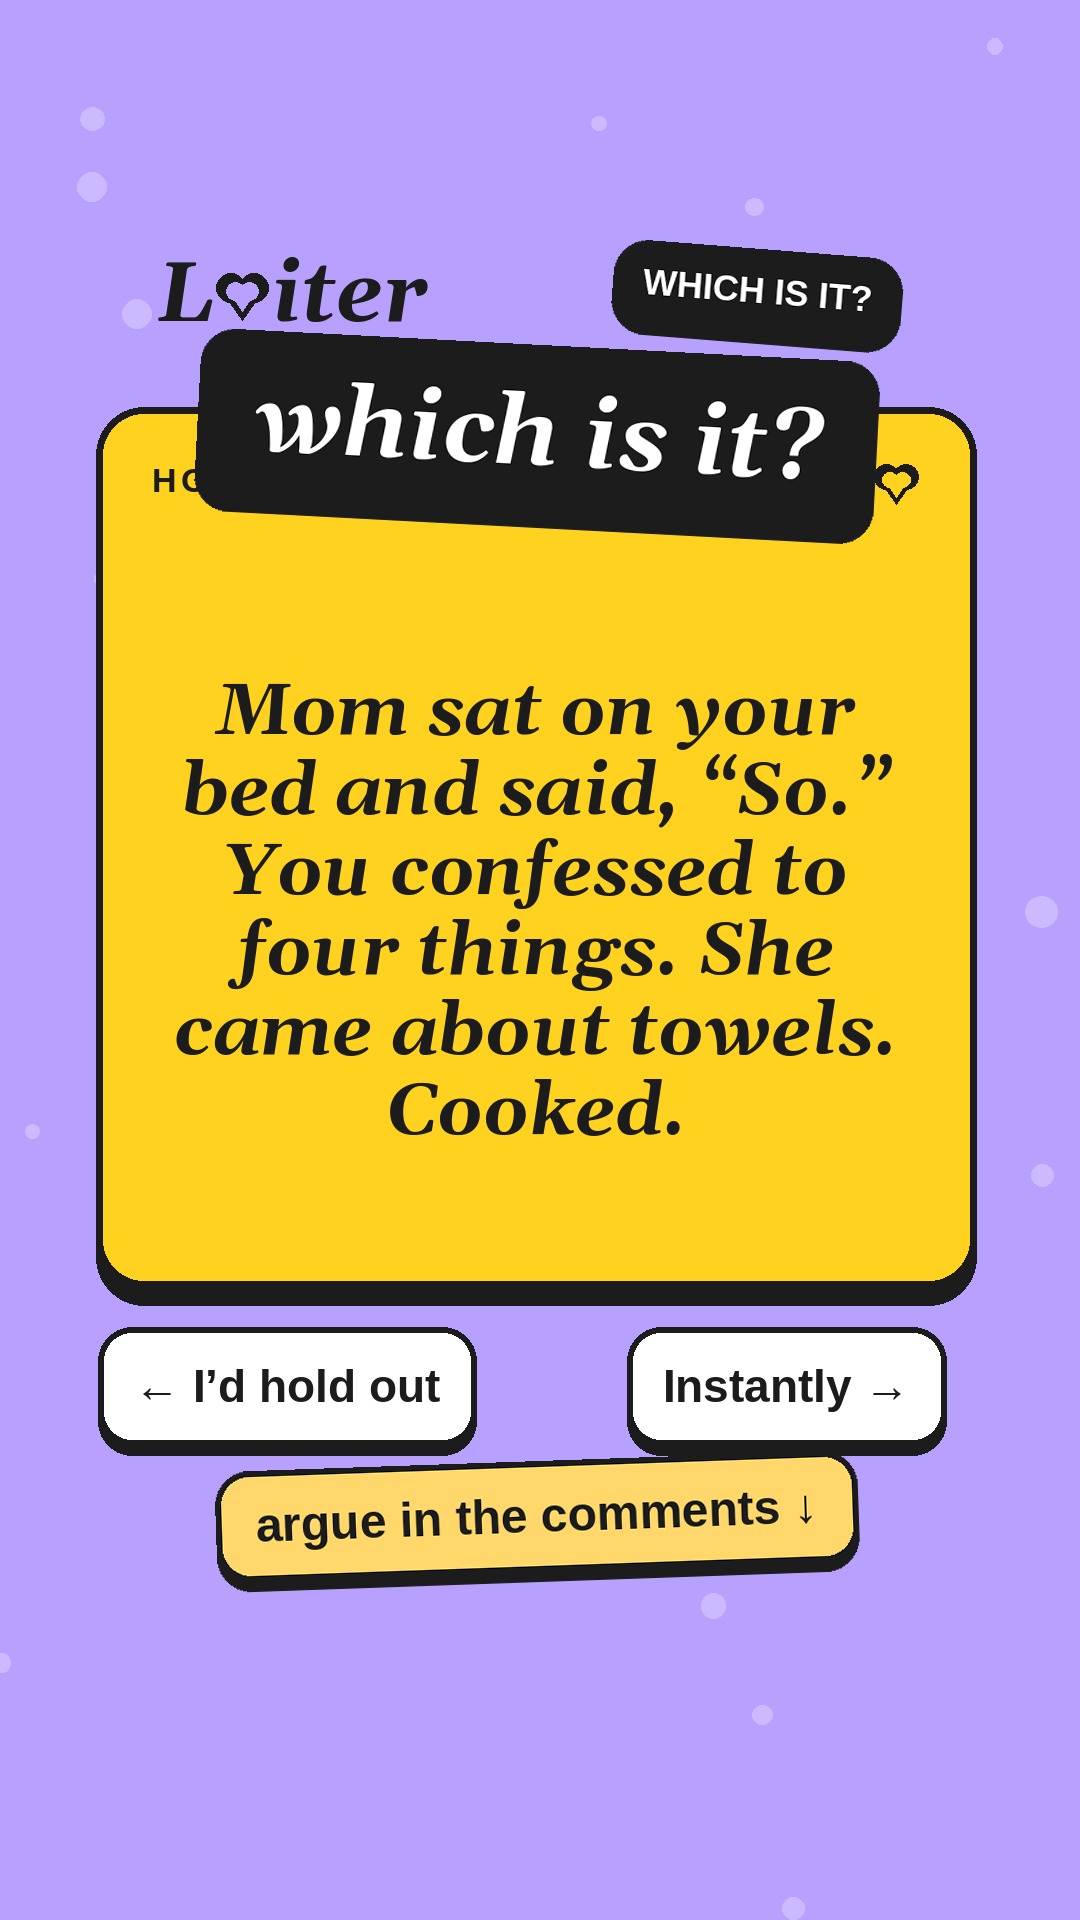 Loiter
WHICH IS IT?
which is it?
Mom sat on your
bed and said, “So.”
You confessed to
four things. She
came about towels.
Cooked.
← I’d hold out
Instantly →
argue in the comments ↓